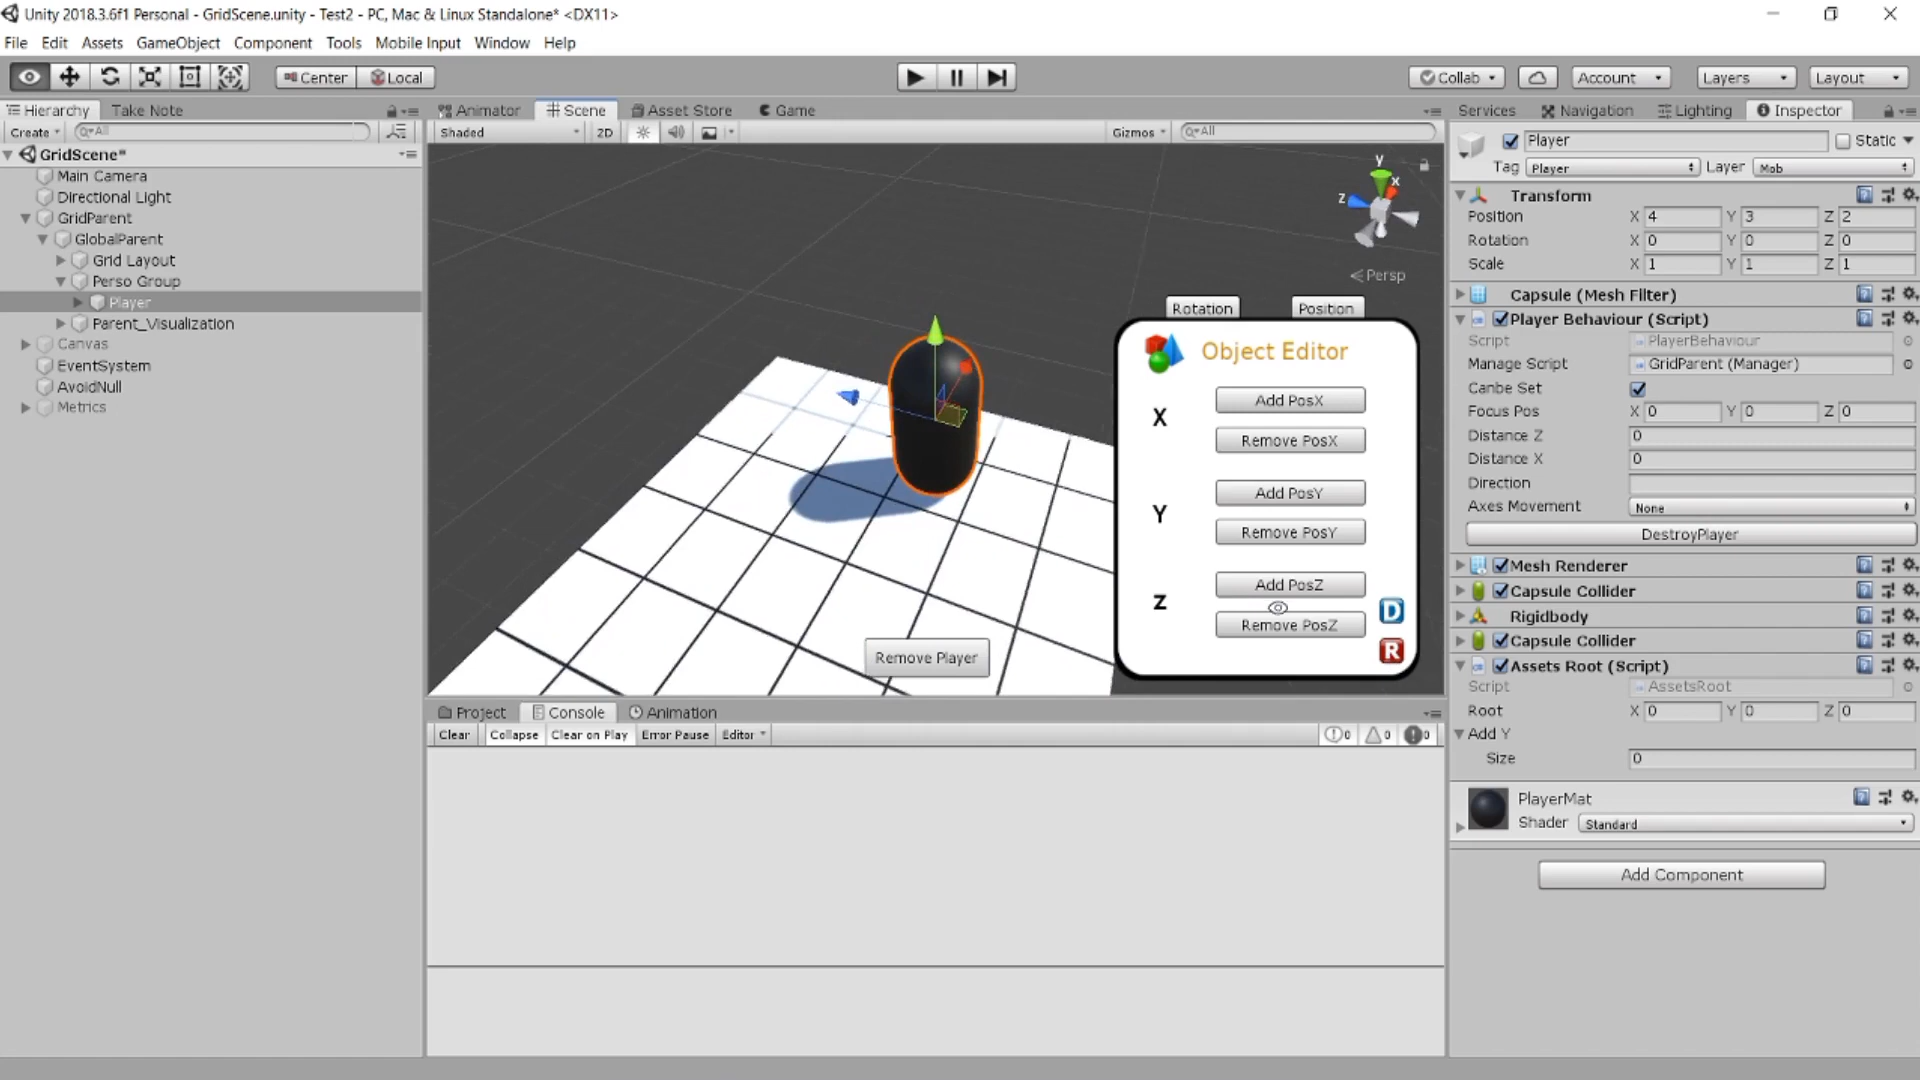 Unity 2018.3.6f1 Personal - GridScene.unity - Test2 - PC, Mac & Linux Standalone* <DX11>
File Edit Assets GameObject Component Tools Mobile Input Window Help
Center Local Collab Account Layers Layout
Hierarchy Take Note
Create All
GridScene*
Main Camera
Directional Light
GridParent
GlobalParent
Grid Layout
Perso Group
Player
Parent_Visualization
Canvas
EventSystem
AvoidNull
Metrics
Animator Scene Asset Store Game
Shaded 2D Gizmos All
y
x
z
Persp
Rotation Position
Object Editor
X
Add PosX
Remove PosX
Y
Add PosY
Remove PosY
Z
Add PosZ
Remove PosZ
D
R
Remove Player
Project Console Animation
Clear Collapse Clear on Play Error Pause Editor 0 0 0
Services Navigation Lighting Inspector
Player Static
Tag Player Layer Mob
Transform
Position X 4 Y 3 Z 2
Rotation X 0 Y 0 Z 0
Scale X 1 Y 1 Z 1
Capsule (Mesh Filter)
Player Behaviour (Script)
Script PlayerBehaviour
Manage Script GridParent (Manager)
Canbe Set
Focus Pos X 0 Y 0 Z 0
Distance Z 0
Distance X 0
Direction
Axes Movement None
DestroyPlayer
Mesh Renderer
Capsule Collider
Rigidbody
Capsule Collider
Assets Root (Script)
Script AssetsRoot
Root X 0 Y 0 Z 0
Add Y
Size 0
PlayerMat
Shader Standard
Add Component